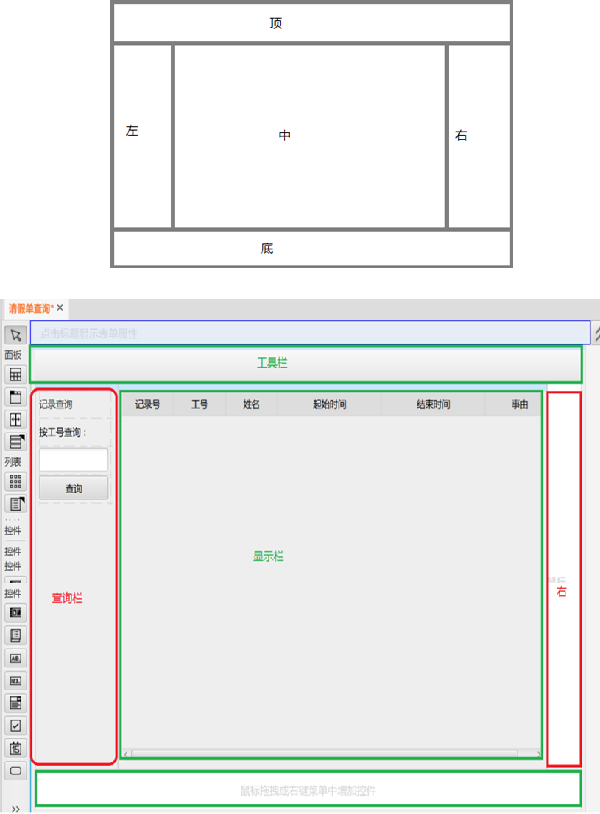 顶
左
中
右
底
请假单查询*
点击标题显示表单属性
面板
工具栏
记录查询
记录号 工号 姓名 起始时间 结束时间 事由
按工号查询：
列表
查询
控件
控件
控件
控件
显示栏
查询栏
鼠标
右
鼠标拖拽或右键菜单中增加控件